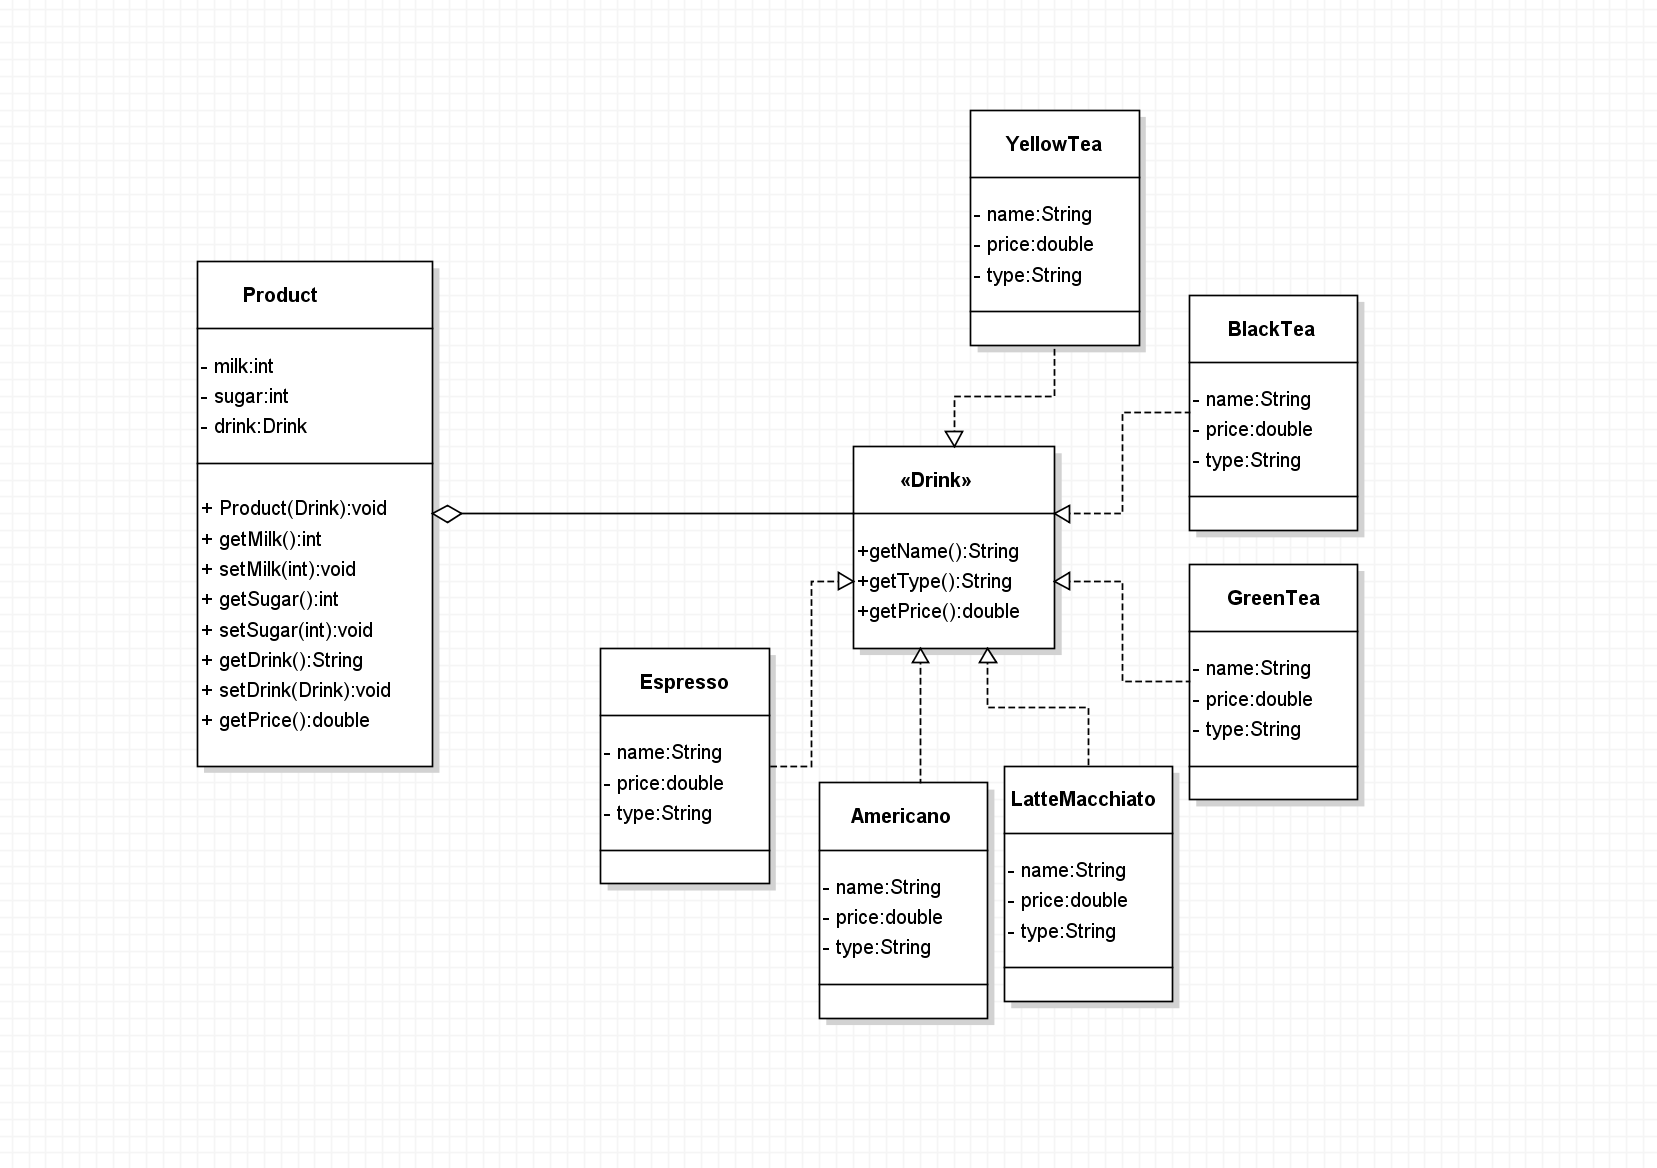 YellowTea
- name:String
- price:double
- type:String
Product
- milk:int
- sugar:int
- drink:Drink
+ Product(Drink):void
+ getMilk():int
+ setMilk(int):void
+ getSugar():int
+ setSugar(int):void
+ getDrink():String
+ setDrink(Drink):void
+ getPrice():double
BlackTea
- name:String
- price:double
- type:String
«Drink»
+getName():String
+getType():String
+getPrice():double
GreenTea
- name:String
- price:double
- type:String
Espresso
- name:String
- price:double
- type:String
Americano
- name:String
- price:double
- type:String
LatteMacchiato
- name:String
- price:double
- type:String